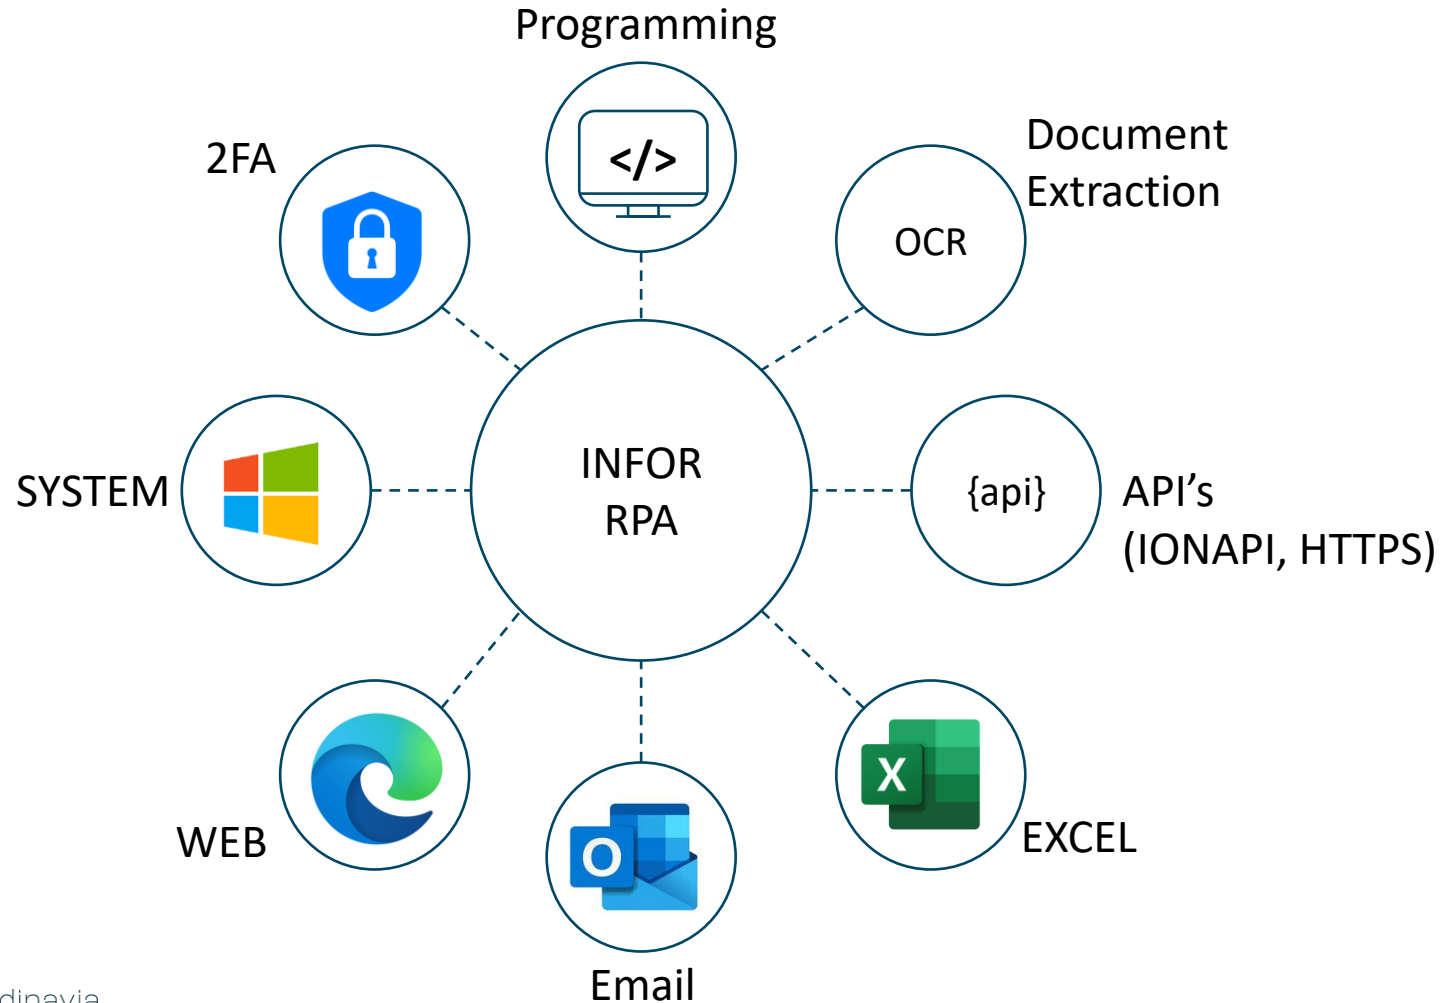 Programming
</>
2FA
Document
Extraction
OCR
INFOR
RPA
SYSTEM
{api}
API’s
(IONAPI, HTTPS)
WEB
O
Email
X
EXCEL